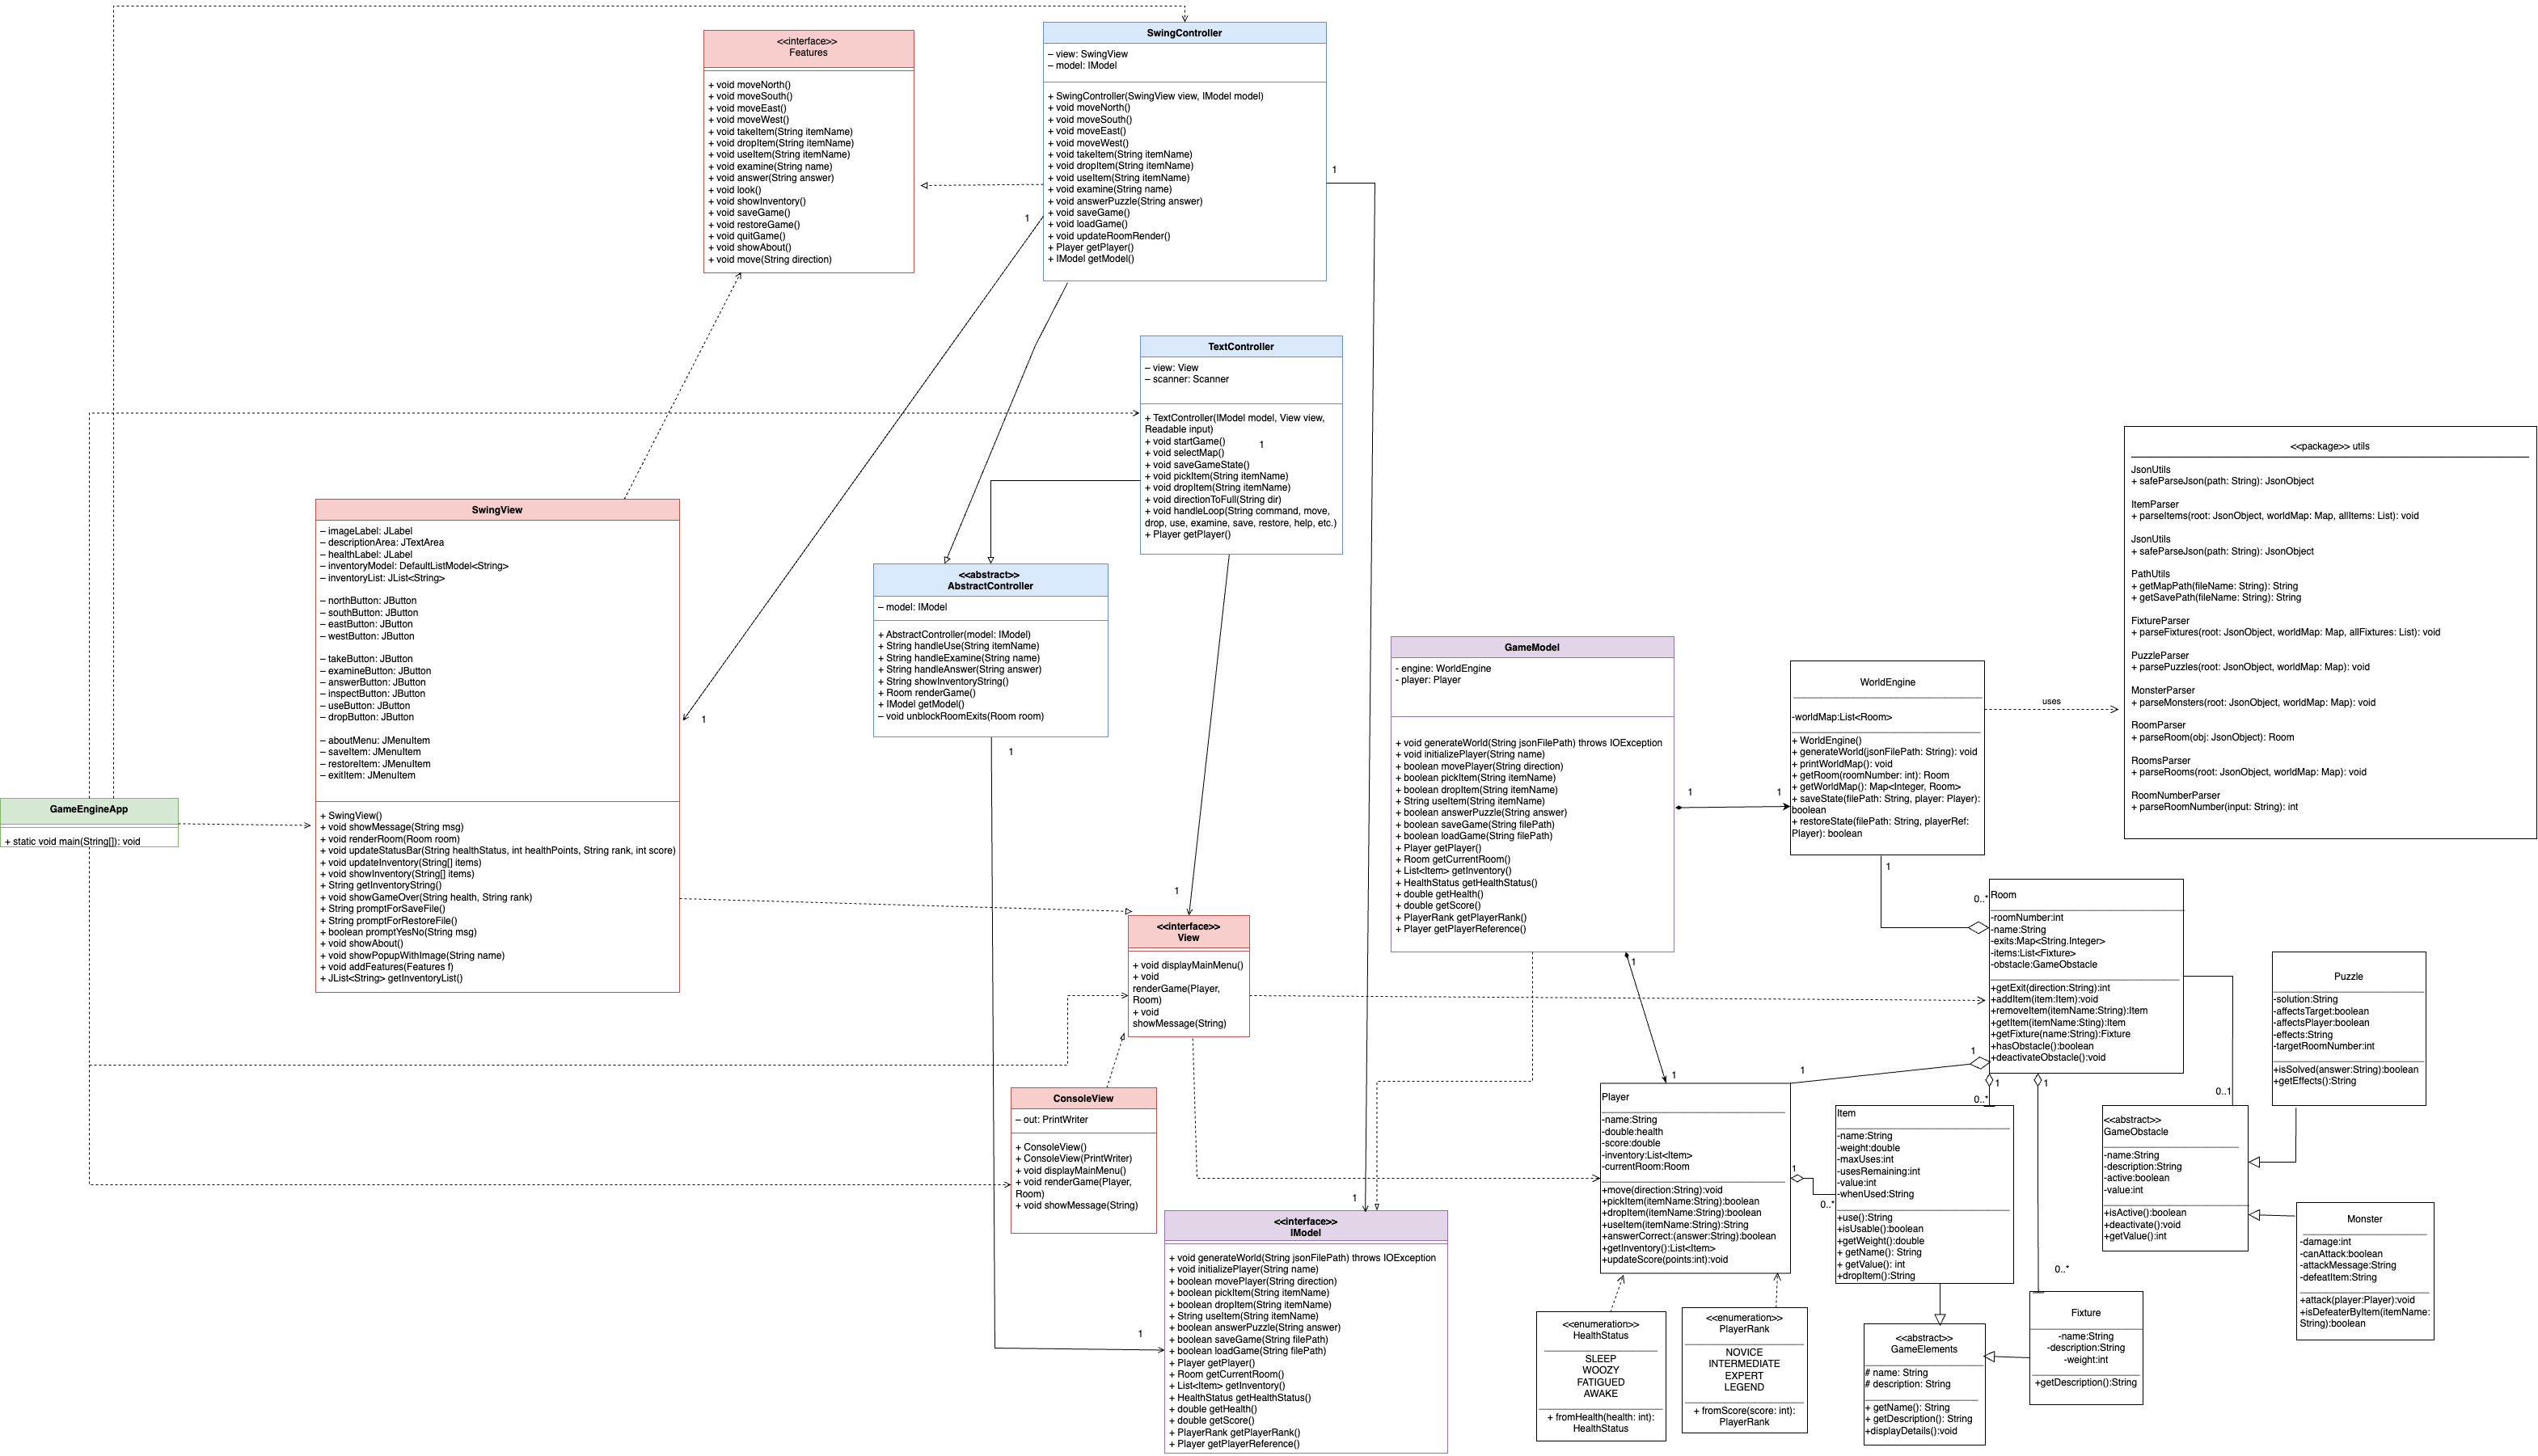 <<interface>>
Features
+ void moveNorth()
+ void moveSouth()
+ void moveEast()
+ void moveWest()
+ void takeItem(String itemName)
+ void dropItem(String itemName)
+ void useItem(String itemName)
+ void examine(String name)
+ void answer(String answer)
+ void look()
+ void showInventory()
+ void saveGame()
+ void restoreGame()
+ void quitGame()
+ void showAbout()
+ void move(String direction)
SwingController
– view: SwingView
– model: IModel
+ SwingController(SwingView view, IModel model)
+ void moveNorth()
+ void moveSouth()
+ void moveEast()
+ void moveWest()
+ void takeItem(String itemName)
+ void dropItem(String itemName)
+ void useItem(String itemName)
+ void examine(String name)
+ void answerPuzzle(String answer)
+ void saveGame()
+ void loadGame()
+ void updateRoomRender()
+ Player getPlayer()
+ IModel getModel()
1
1
TextController
– view: View
– scanner: Scanner
+ TextController(IModel model, View view,
Readable input)
+ void startGame()
1
+ void selectMap()
+ void saveGameState()
+ void pickItem(String itemName)
+ void dropItem(String itemName)
+ void directionToFull(String dir)
+ void handleLoop(String command, move,
drop, use, examine, save, restore, help, etc.)
+ Player getPlayer()
<<abstract>>
AbstractController
– model: IModel
+ AbstractController(model: IModel)
+ String handleUse(String itemName)
+ String handleExamine(String name)
+ String handleAnswer(String answer)
+ String showInventoryString()
+ Room renderGame()
+ IModel getModel()
– void unblockRoomExits(Room room)
1
SwingView
– imageLabel: JLabel
– descriptionArea: JTextArea
– healthLabel: JLabel
– inventoryModel: DefaultListModel<String>
– inventoryList: JList<String>
– northButton: JButton
– southButton: JButton
– eastButton: JButton
– westButton: JButton
– takeButton: JButton
– examineButton: JButton
– answerButton: JButton
– inspectButton: JButton
– useButton: JButton
– dropButton: JButton
– aboutMenu: JMenuItem
– saveItem: JMenuItem
– restoreItem: JMenuItem
– exitItem: JMenuItem
+ SwingView()
+ void showMessage(String msg)
+ void renderRoom(Room room)
+ void updateStatusBar(String healthStatus, int healthPoints, String rank, int score)
+ void updateInventory(String[] items)
+ void showInventory(String[] items)
+ String getInventoryString()
+ void showGameOver(String health, String rank)
+ String promptForSaveFile()
+ String promptForRestoreFile()
+ boolean promptYesNo(String msg)
+ void showAbout()
+ void showPopupWithImage(String name)
+ void addFeatures(Features f)
+ JList<String> getInventoryList()
1
GameEngineApp
+ static void main(String[]): void
1
<<interface>>
View
+ void displayMainMenu()
+ void
renderGame(Player,
Room)
+ void
showMessage(String)
ConsoleView
– out: PrintWriter
+ ConsoleView()
+ ConsoleView(PrintWriter)
+ void displayMainMenu()
+ void renderGame(Player,
Room)
+ void showMessage(String)
1
1
<<interface>>
IModel
+ void generateWorld(String jsonFilePath) throws IOException
+ void initializePlayer(String name)
+ boolean movePlayer(String direction)
+ boolean pickItem(String itemName)
+ boolean dropItem(String itemName)
+ String useItem(String itemName)
+ boolean answerPuzzle(String answer)
+ boolean saveGame(String filePath)
+ boolean loadGame(String filePath)
+ Player getPlayer()
+ Room getCurrentRoom()
+ List<Item> getInventory()
+ HealthStatus getHealthStatus()
+ double getHealth()
+ double getScore()
+ PlayerRank getPlayerRank()
+ Player getPlayerReference()
GameModel
- engine: WorldEngine
- player: Player
+ void generateWorld(String jsonFilePath) throws IOException
+ void initializePlayer(String name)
+ boolean movePlayer(String direction)
+ boolean pickItem(String itemName)
+ boolean dropItem(String itemName)
+ String useItem(String itemName)
+ boolean answerPuzzle(String answer)
+ boolean saveGame(String filePath)
+ boolean loadGame(String filePath)
+ Player getPlayer()
+ Room getCurrentRoom()
+ List<Item> getInventory()
+ HealthStatus getHealthStatus()
+ double getHealth()
+ double getScore()
+ PlayerRank getPlayerRank()
+ Player getPlayerReference()
1
1
1
1
WorldEngine
-worldMap:List<Room>
+ WorldEngine()
+ generateWorld(jsonFilePath: String): void
+ printWorldMap(): void
+ getRoom(roomNumber: int): Room
+ getWorldMap(): Map<Integer, Room>
+ saveState(filePath: String, player: Player):
boolean
+ restoreState(filePath: String, playerRef:
Player): boolean
uses
1
<<package>> utils
JsonUtils
+ safeParseJson(path: String): JsonObject
ItemParser
+ parseItems(root: JsonObject, worldMap: Map, allItems: List): void
JsonUtils
+ safeParseJson(path: String): JsonObject
PathUtils
+ getMapPath(fileName: String): String
+ getSavePath(fileName: String): String
FixtureParser
+ parseFixtures(root: JsonObject, worldMap: Map, allFixtures: List): void
PuzzleParser
+ parsePuzzles(root: JsonObject, worldMap: Map): void
MonsterParser
+ parseMonsters(root: JsonObject, worldMap: Map): void
RoomParser
+ parseRoom(obj: JsonObject): Room
RoomsParser
+ parseRooms(root: JsonObject, worldMap: Map): void
RoomNumberParser
+ parseRoomNumber(input: String): int
0..*
Room
-roomNumber:int
-name:String
-exits:Map<String.Integer>
-items:List<Fixture>
-obstacle:GameObstacle
+getExit(direction:String):int
+addItem(item:Item):void
+removeItem(itemName:String):Item
+getItem(itemName:Sting):Item
+getFixture(name:String):Fixture
+hasObstacle():boolean
+deactivateObstacle():void
1
1
1
1
0..*
0..1
0..*
Puzzle
-solution:String
-affectsTarget:boolean
-affectsPlayer:boolean
-effects:String
-targetRoomNumber:int
+isSolved(answer:String):boolean
+getEffects():String
Player
-name:String
-double:health
-score:double
-inventory:List<Item>
-currentRoom:Room
+move(direction:String):void
+pickItem(itemName:String):boolean
+dropItem(itemName:String):boolean
+useItem(itemName:String):String
+answerCorrect:(answer:String):boolean
+getInventory():List<Item>
+updateScore(points:int):void
1
0..*
Item
-name:String
-weight:double
-maxUses:int
-usesRemaining:int
-value:int
-whenUsed:String
+use():String
+isUsable():boolean
+getWeight():double
+ getName(): String
+ getValue(): int
+dropItem():String
<<abstract>>
GameObstacle
-name:String
-description:String
-active:boolean
-value:int
+isActive():boolean
+deactivate():void
+getValue():int
Monster
-damage:int
-canAttack:boolean
-attackMessage:String
-defeatItem:String
+attack(player:Player):void
+isDefeaterByItem(itemName:
String):boolean
<<enumeration>>
HealthStatus
SLEEP
WOOZY
FATIGUED
AWAKE
+ fromHealth(health: int):
HealthStatus
<<enumeration>>
PlayerRank
NOVICE
INTERMEDIATE
EXPERT
LEGEND
+ fromScore(score: int):
PlayerRank
<<abstract>>
GameElements
# name: String
# description: String
+ getName(): String
+ getDescription(): String
+displayDetails():void
Fixture
-name:String
-description:String
-weight:int
+getDescription():String